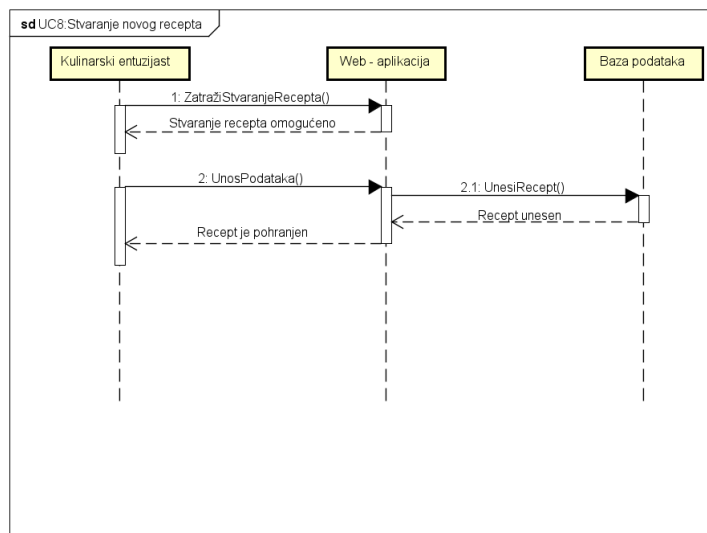 sd UC8:Stvaranje novog recepta
Kulinarski entuzijast
Web - aplikacija
Baza podataka
1: ZatražiStvaranjeRecepta()
Stvaranje recepta omogućeno
2: UnosPodataka()
2.1: UnesiRecept()
Recept unesen
Recept je pohranjen